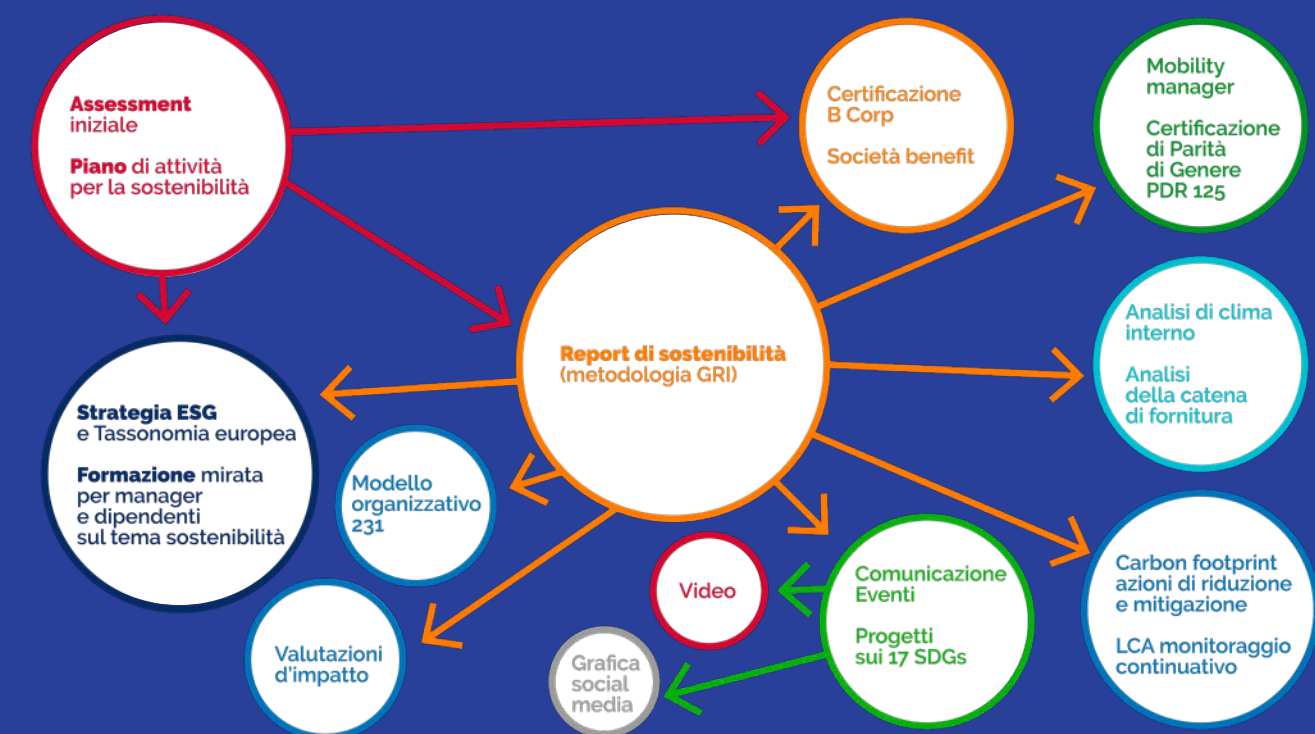 Assessment
iniziale
Piano di attività
per la sostenibilità
Certificazione
B Corp
Società benefit
Mobility
manager
Certificazione
di Parità
di Genere
PDR 125
Report di sostenibilità
(metodologia GRI)
Analisi di clima
interno
Analisi
della catena
di fornitura
Strategia ESG
e Tassonomia europea
Formazione mirata
per manager
e dipendenti
sul tema sostenibilità
Modello
organizzativo
231
Video
Comunicazione
Eventi
Progetti
sui 17 SDGs
Carbon footprint
azioni di riduzione
e mitigazione
LCA monitoraggio
continuativo
Valutazioni
d'impatto
Grafica
social
media